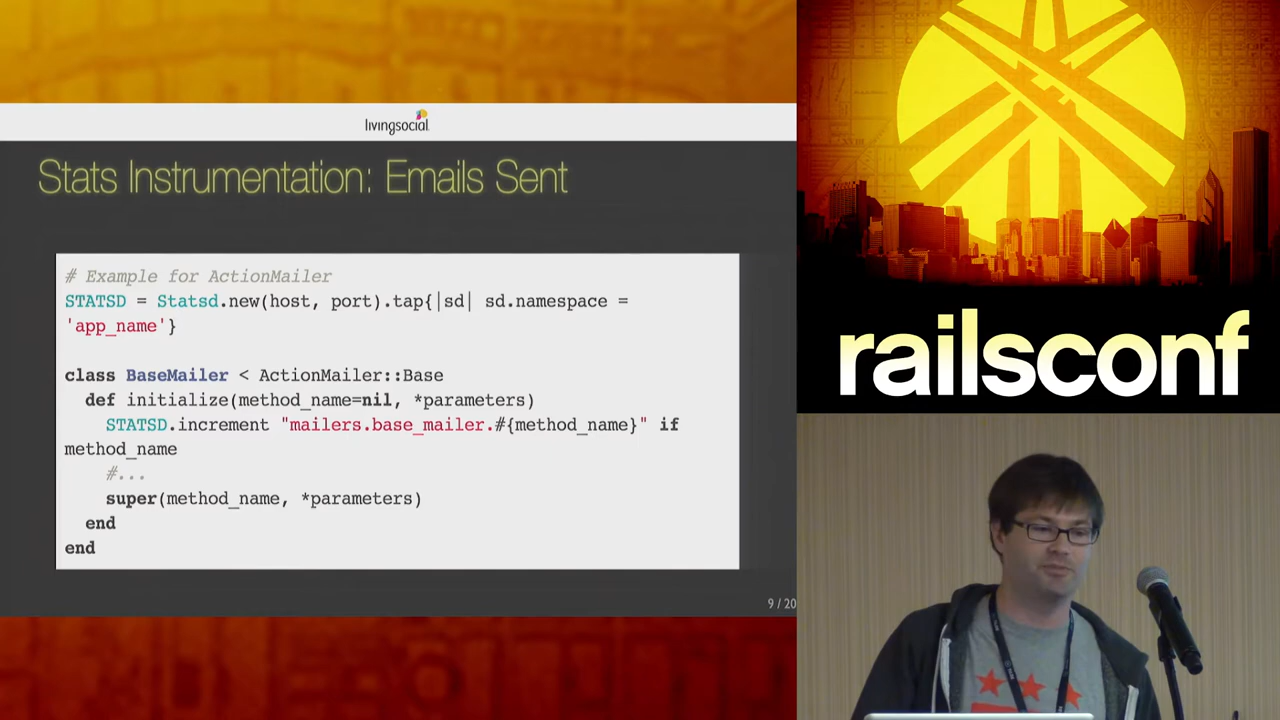 livingsocial
Stats Instrumentation: Emails Sent
# Example for ActionMailer
STATSD = Statsd.new(host, port).tap{|sd| sd.namespace =
'app_name'}
class BaseMailer < ActionMailer::Base
  def initialize(method_name=nil, *parameters)
    STATSD.increment "mailers.base_mailer.#{method_name}" if
method_name
    #...
    super(method_name, *parameters)
  end
end
9 / 20
railsconf